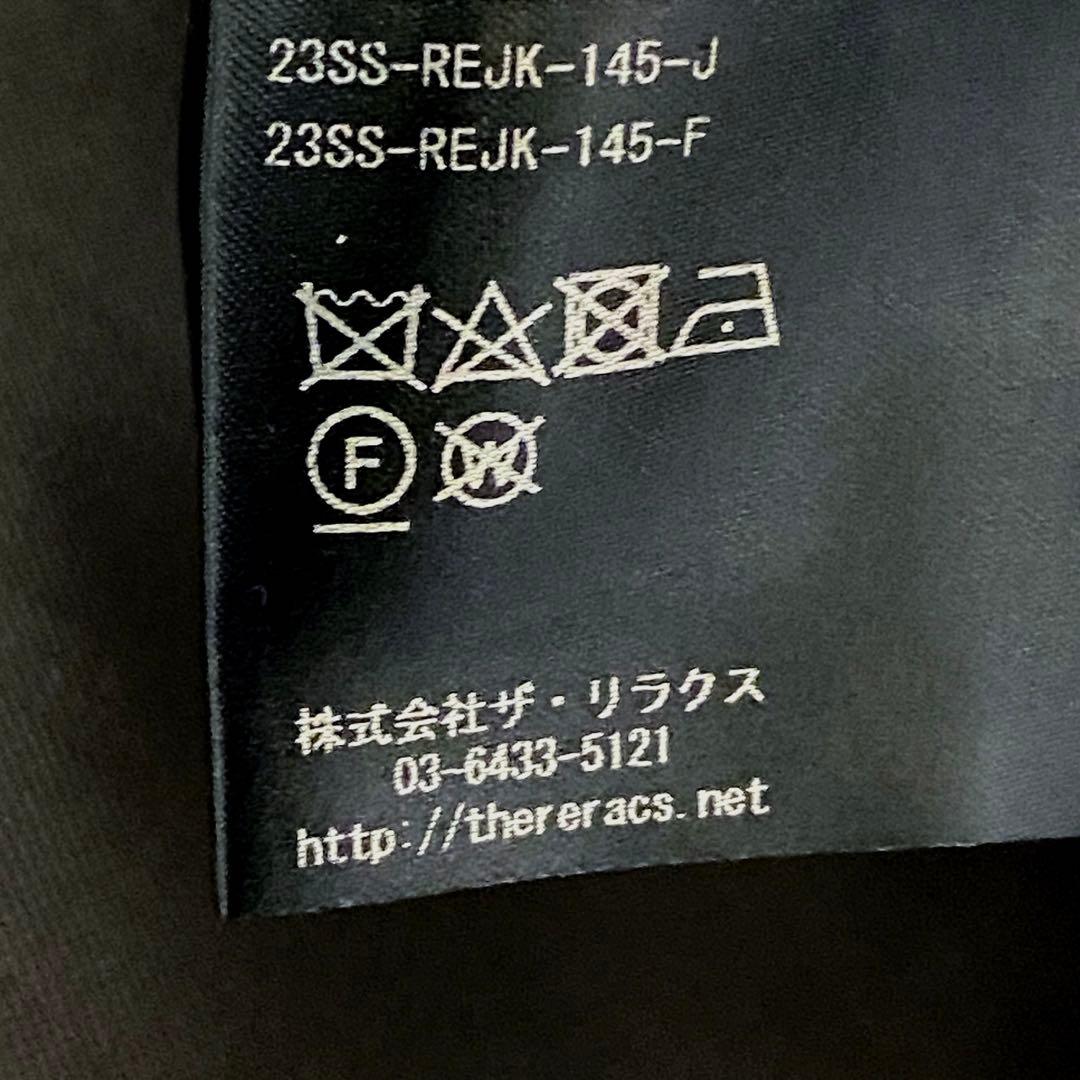 23SS-REJK-145-J
23SS-REJK-145-F
F
W
株式会社ザ・リラクス
03-6433-5121
http://thereracs.net